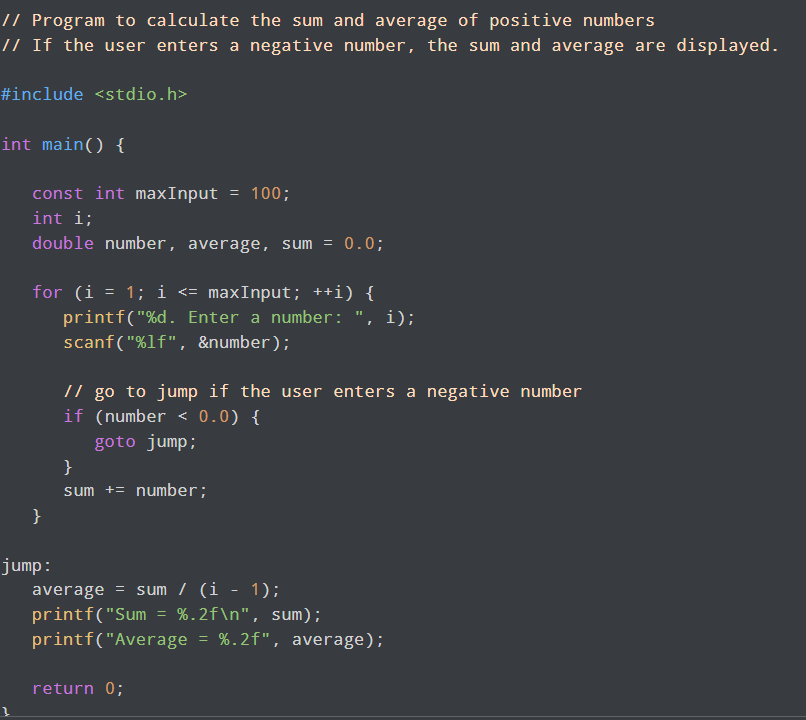 // Program to calculate the sum and average of positive numbers
// If the user enters a negative number, the sum and average are displayed.
#include <stdio.h>
int main() {
const int maxInput = 100;
int i;
double number, average, sum = 0.0;
for (i = 1; i <= maxInput; ++i) {
printf("%d. Enter a number: ", i);
scanf("%lf", &number);
// go to jump if the user enters a negative number
if (number < 0.0) {
goto jump;
}
sum += number;
}
jump:
average = sum / (i - 1);
printf("Sum = %.2f\n", sum);
printf("Average = %.2f", average);
return 0;
}